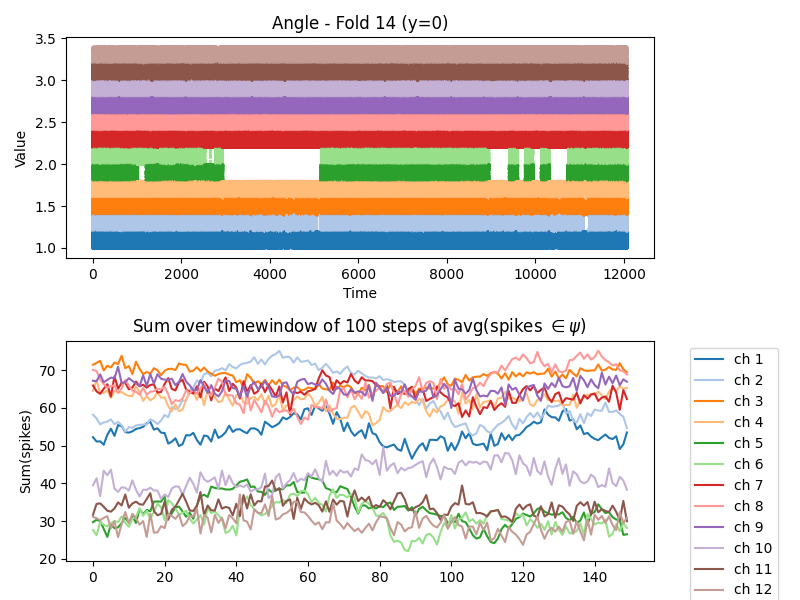 Angle - Fold 14 (y=0)
3.5
3.0
2.5
2.0
1.5
1.0
Value
0 2000 4000 6000 8000 10000 12000
Time
Sum over timewindow of 100 steps of avg(spikes ∈ ψ)
70
60
50
40
30
20
Sum(spikes)
0 20 40 60 80 100 120 140
ch 1
ch 2
ch 3
ch 4
ch 5
ch 6
ch 7
ch 8
ch 9
ch 10
ch 11
ch 12